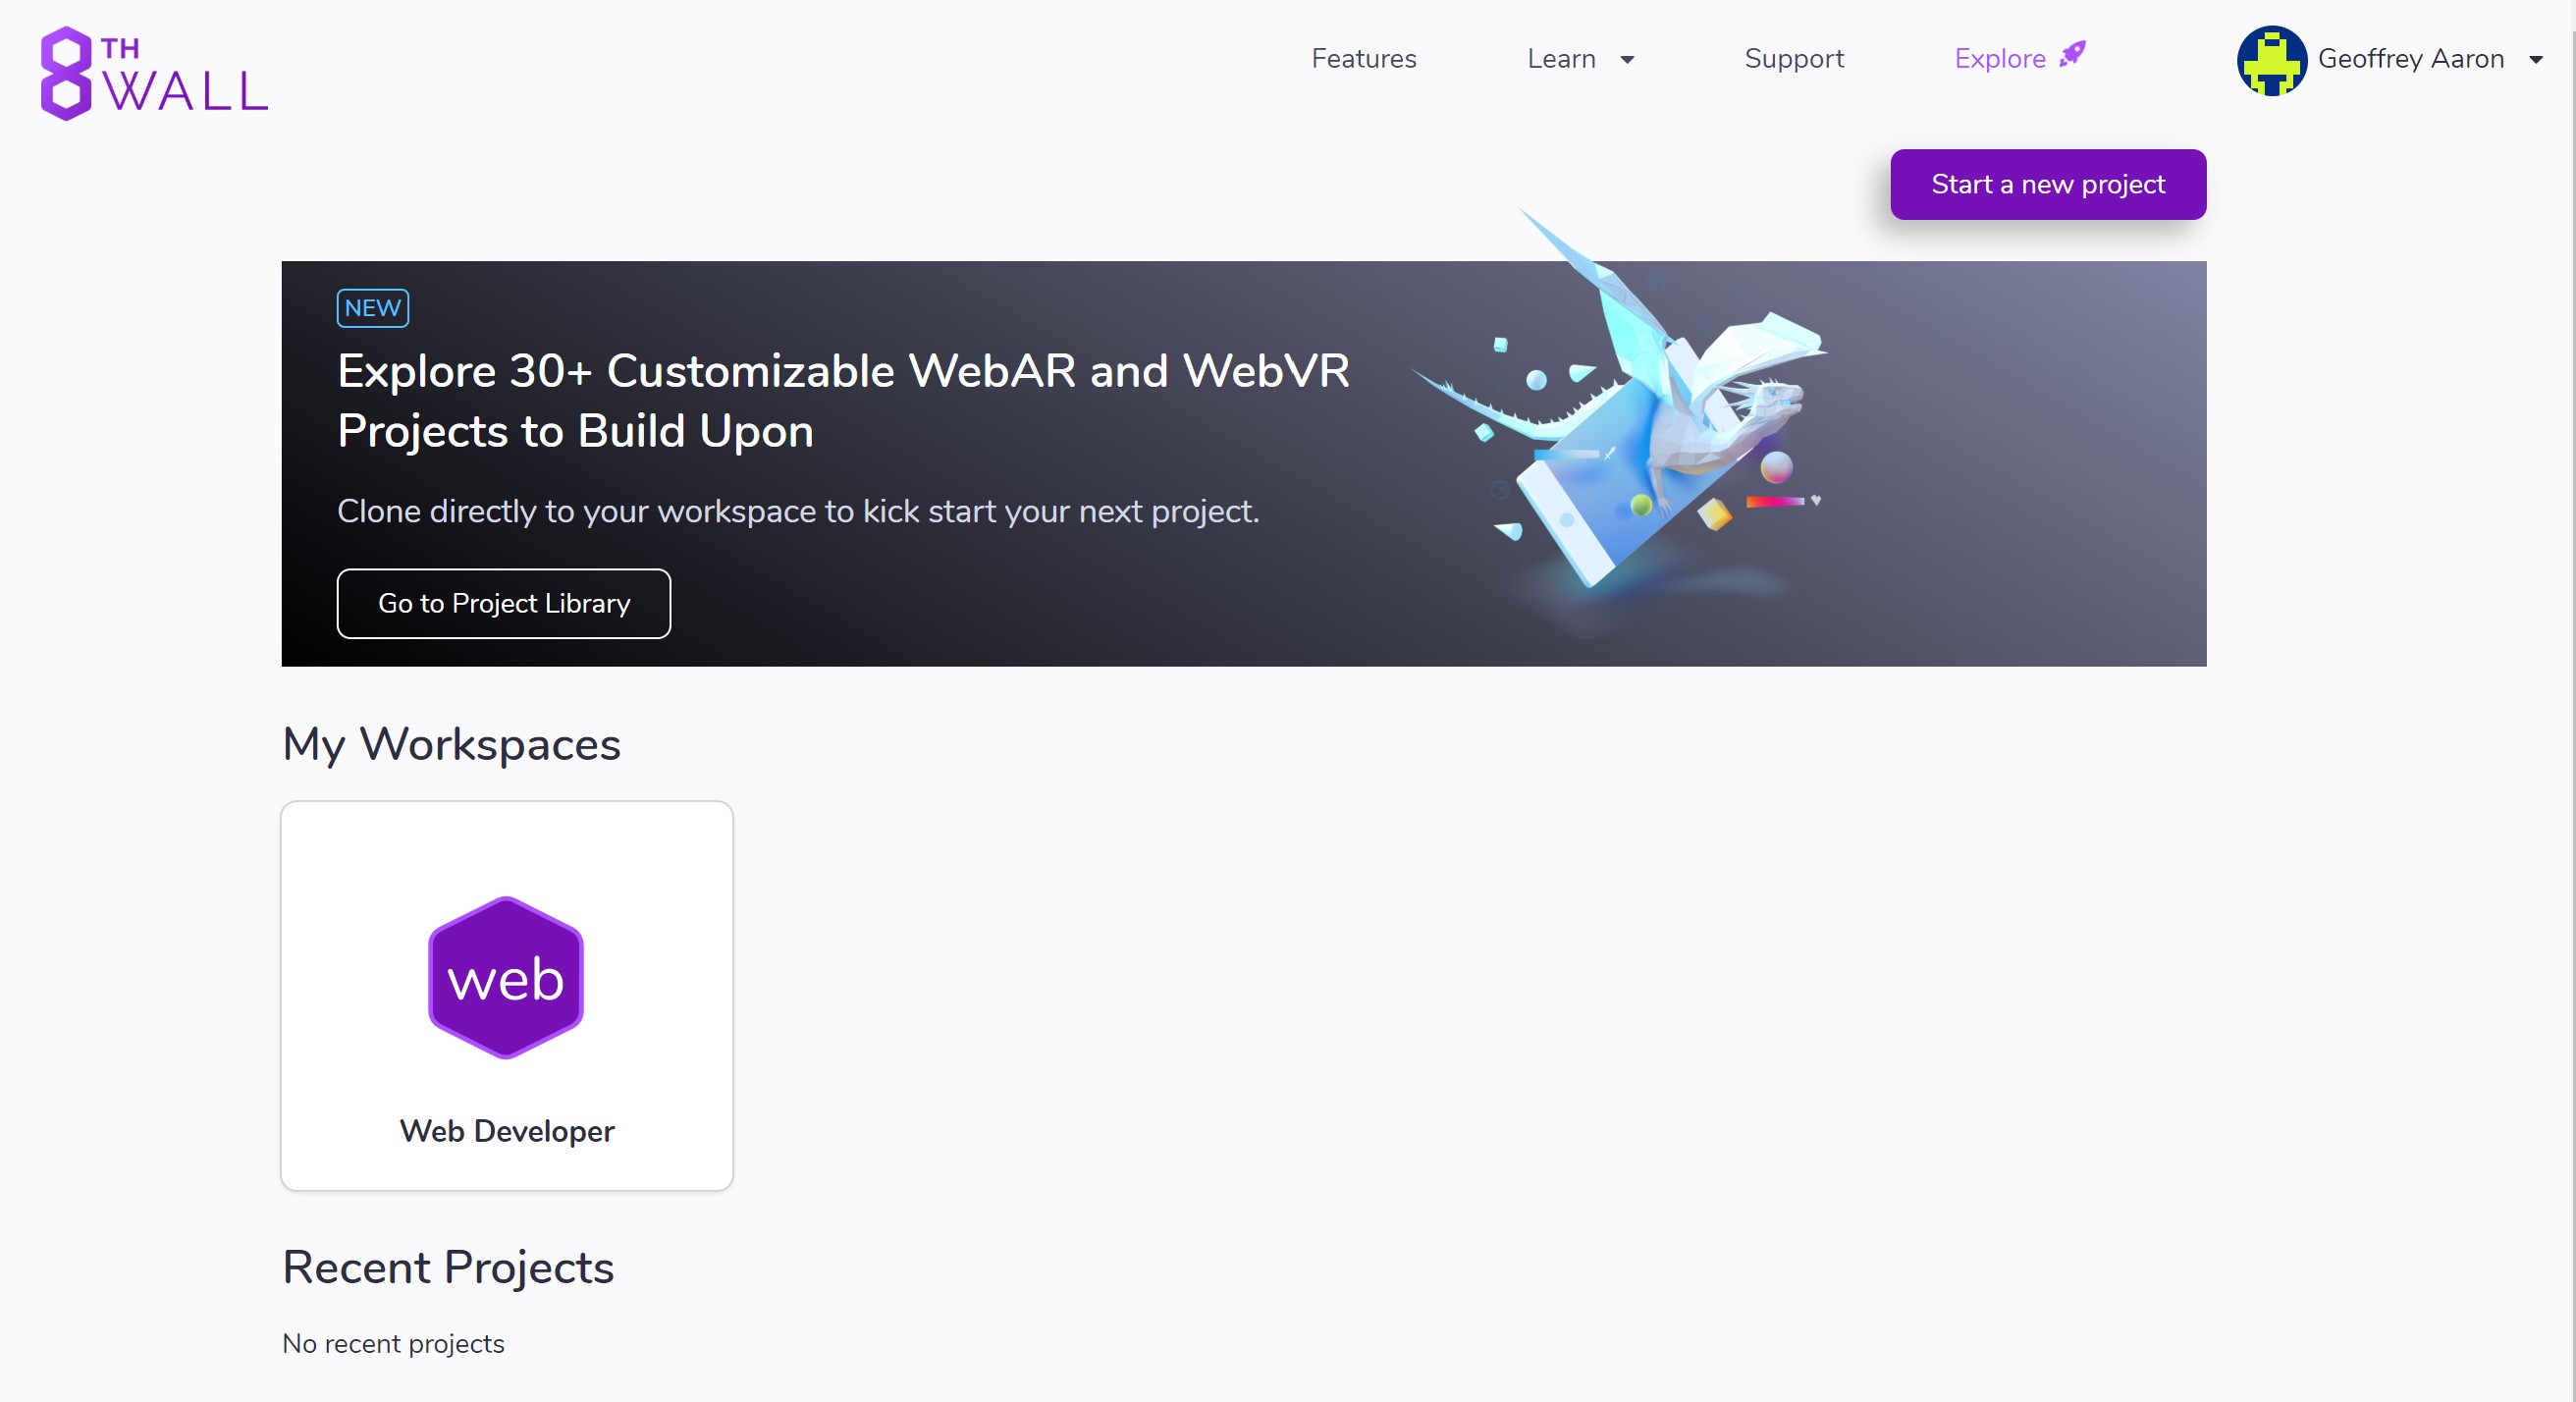 8 TH WALL
Features
Learn
Support
Explore
Geoffrey Aaron
Start a new project
NEW
Explore 30+ Customizable WebAR and WebVR
Projects to Build Upon
Clone directly to your workspace to kick start your next project.
Go to Project Library
My Workspaces
web
Web Developer
Recent Projects
No recent projects